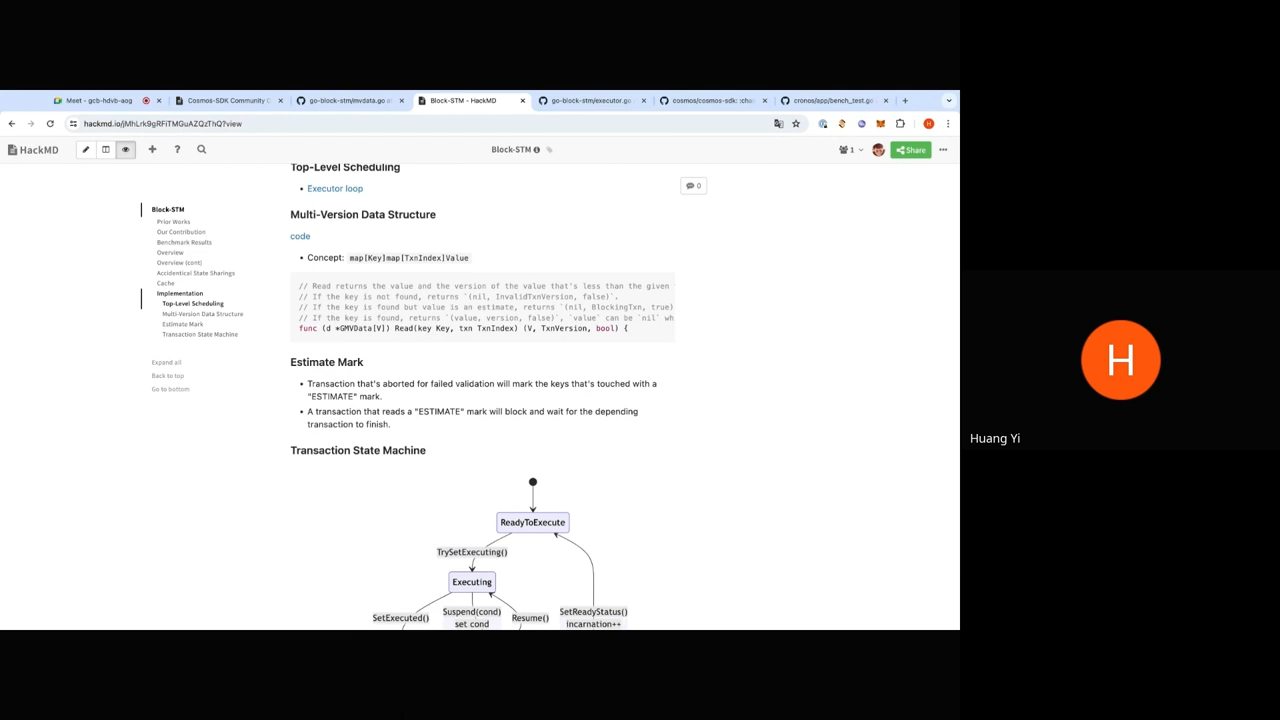 Meet - gcb-hdvb-aog
Cosmos-SDK Community C
go-block-stm/mvdata.go
Block-STM - HackMD
go-block-stm/executor.go
cosmos/cosmos-sdk: :chai
cronos/app/bench_test.go
hackmd.io/jMhLrk9gRFiTMGuAZQzThQ?view
HackMD
Block-STM
1
Share
Block-STM
Prior Works
Our Contribution
Benchmark Results
Overview
Overview (cont)
Accidentical State Sharings
Cache
Implementation
Top-Level Scheduling
Multi-Version Data Structure
Estimate Mark
Transaction State Machine
Expand all
Back to top
Go to bottom
Top-Level Scheduling
0
• Executor loop
Multi-Version Data Structure
code
• Concept: map[Key]map[TxnIndex]Value
// Read returns the value and the version of the value that's less than the given
// If the key is not found, returns `(nil, InvalidTxnVersion, false)`.
// If the key is found but value is an estimate, returns `(nil, BlockingTxn, true)
// If the key is found, returns `(value, version, false)`, `value` can be `nil` wh
func (d *GMVData[V]) Read(key Key, txn TxnIndex) (V, TxnVersion, bool) {
Estimate Mark
• Transaction that's aborted for failed validation will mark the keys that's touched with a
"ESTIMATE" mark.
• A transaction that reads a "ESTIMATE" mark will block and wait for the depending
transaction to finish.
Transaction State Machine
ReadyToExecute
TrySetExecuting()
Executing
SetExecuted()
Suspend(cond)
set cond
Resume()
SetReadyStatus()
incarnation++
H
Huang Yi